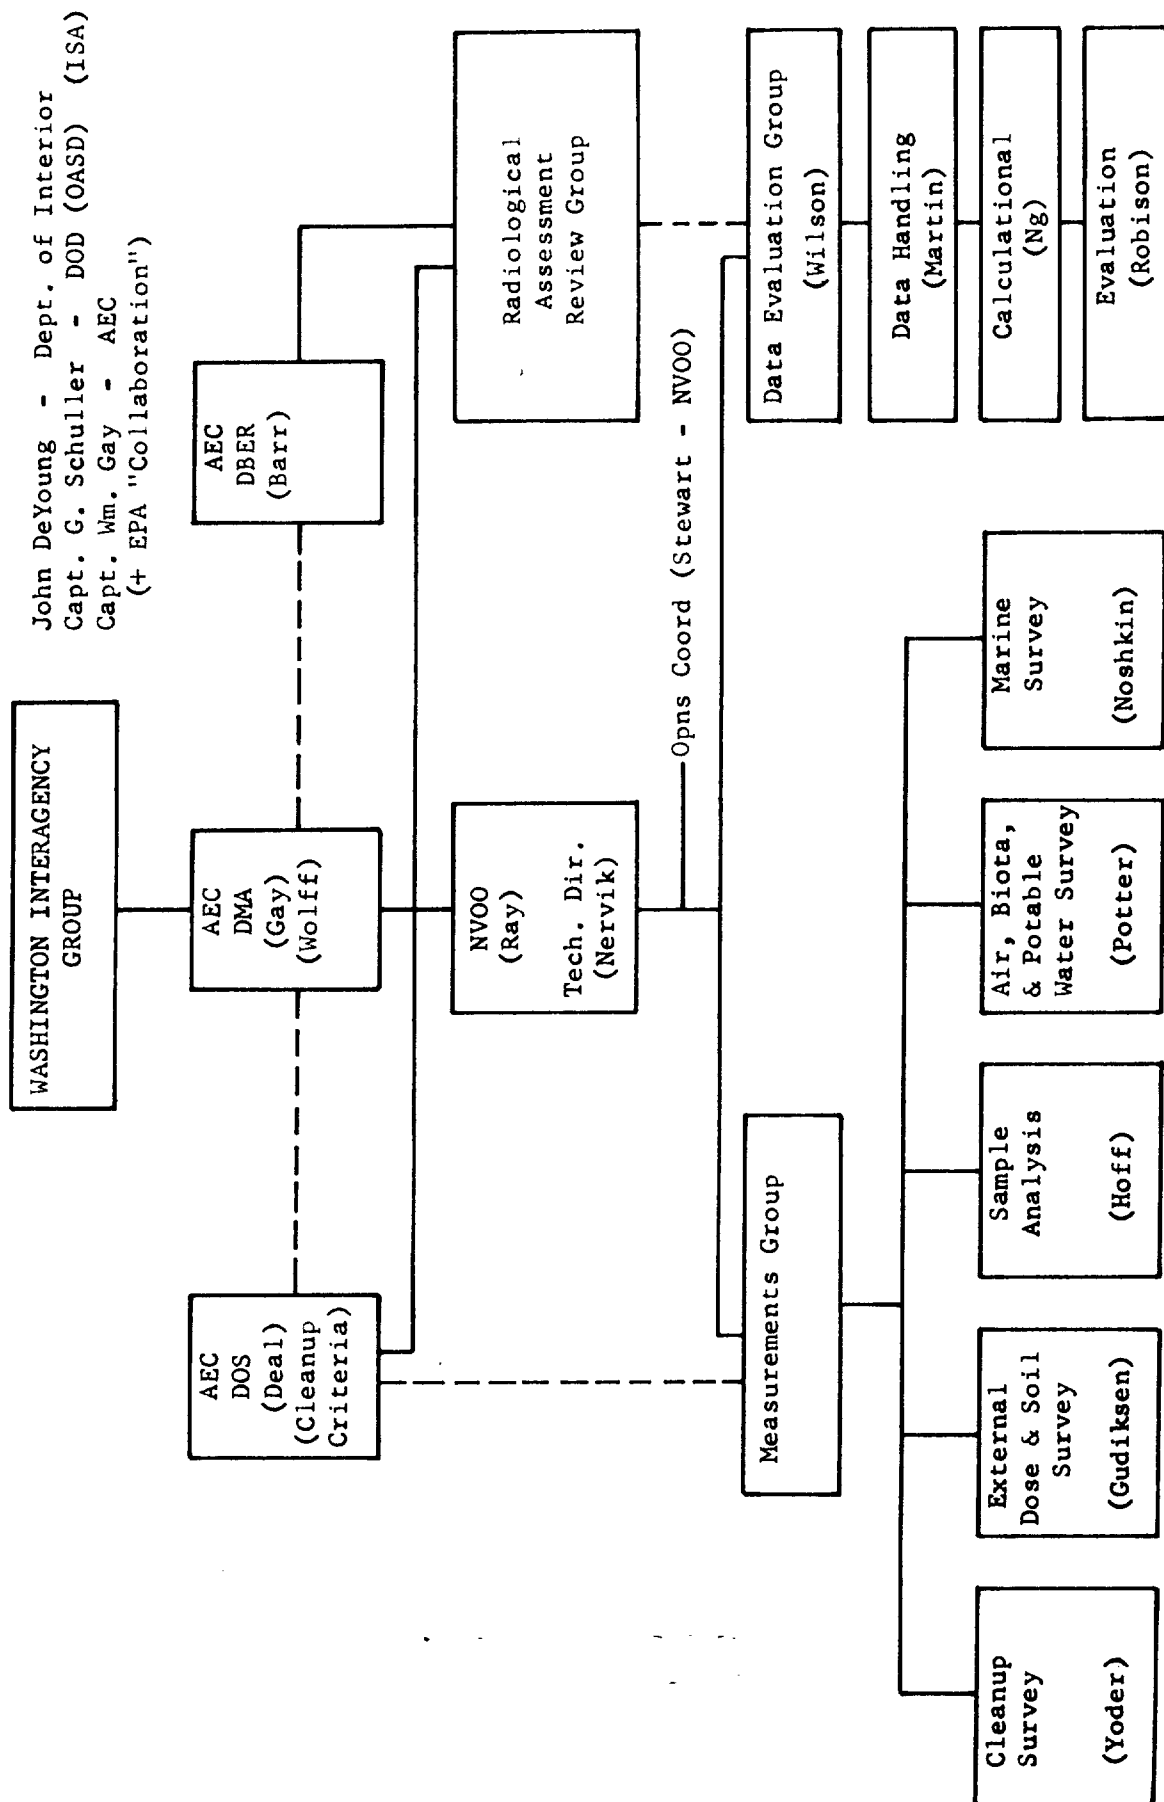 WASHINGTON INTERAGENCY
GROUP
John DeYoung - Dept. of Interior
Capt. G. Schuller - DOD (OASD) (ISA)
Capt. Wm. Gay - AEC
(+ EPA "Collaboration")
AEC
DOS
(Deal)
(Cleanup
Criteria)
AEC
DMA
(Gay)
(Wolff)
AEC
DBER
(Barr)
NVOO
(Ray)
Tech. Dir.
(Nervik)
Radiological
Assessment
Review Group
Opns Coord (Stewart - NVOO)
Measurements Group
Data Evaluation Group
(Wilson)
Data Handling
(Martin)
Calculational
(Ng)
Evaluation
(Robison)
Cleanup
Survey
(Yoder)
External
Dose & Soil
Survey
(Gudiksen)
Sample
Analysis
(Hoff)
Air, Biota,
& Potable
Water Survey
(Potter)
Marine
Survey
(Noshkin)